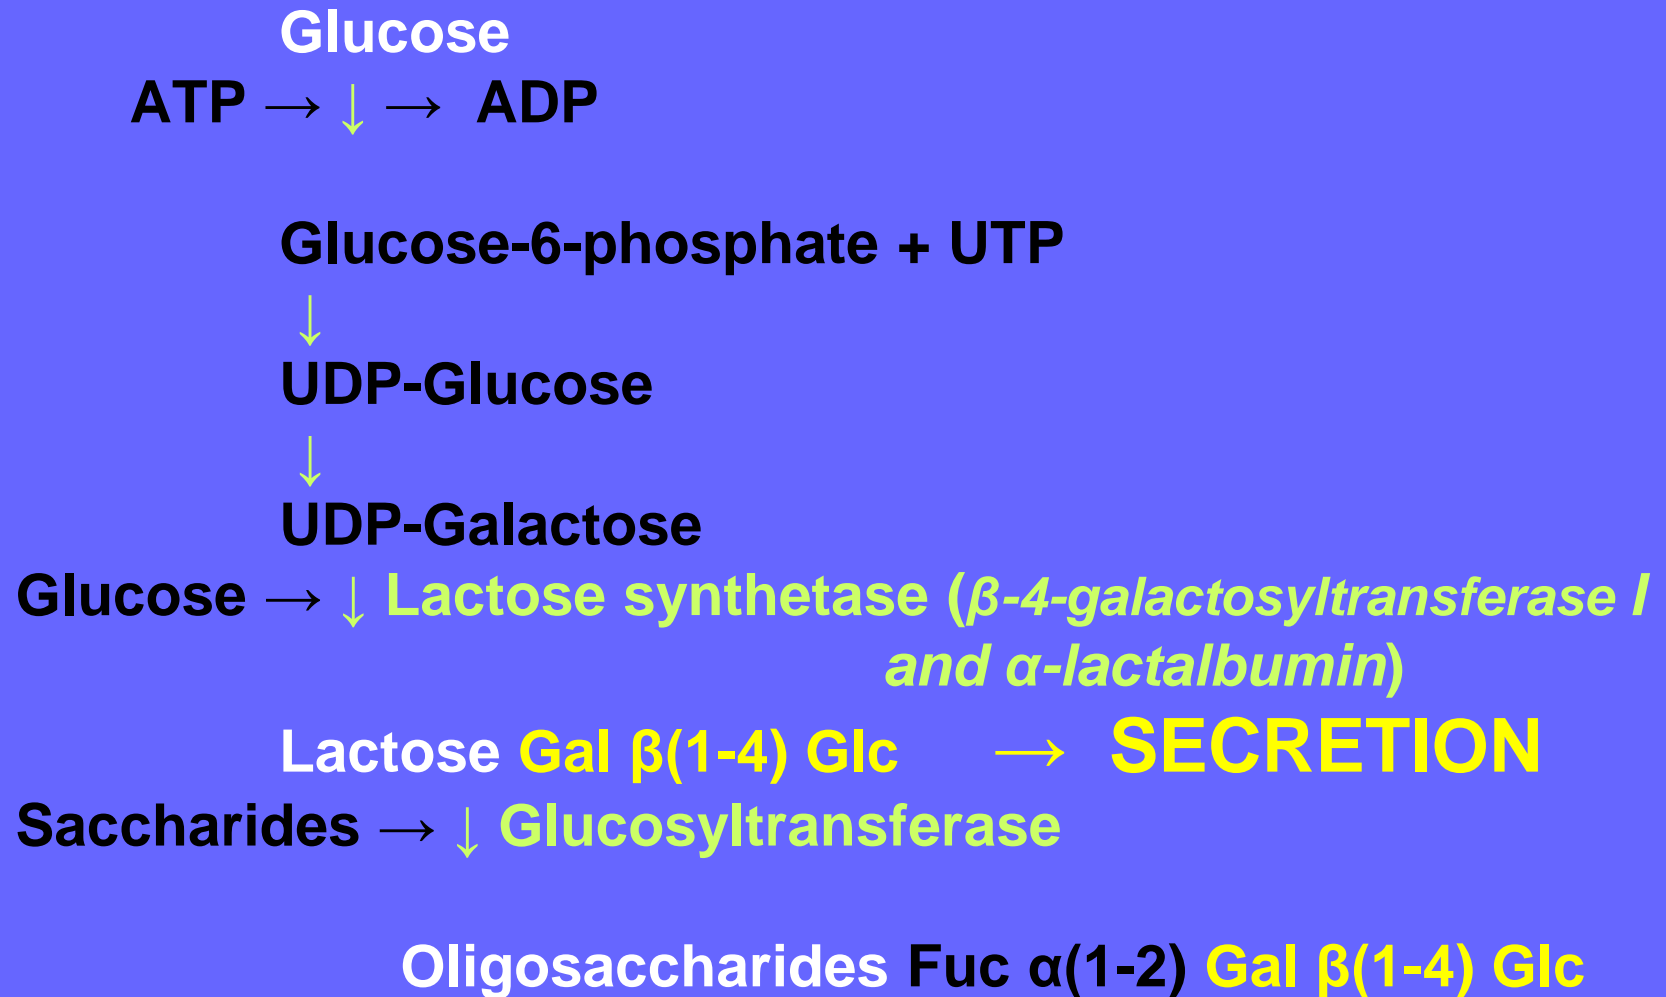 Glucose
ATP → ↓ → ADP
Glucose-6-phosphate + UTP
↓
UDP-Glucose
↓
UDP-Galactose
Glucose → ↓ Lactose synthetase (β-4-galactosyltransferase I
and α-lactalbumin)
Lactose Gal β(1-4) Glc → SECRETION
Saccharides → ↓ Glucosyltransferase
Oligosaccharides Fuc α(1-2) Gal β(1-4) Glc